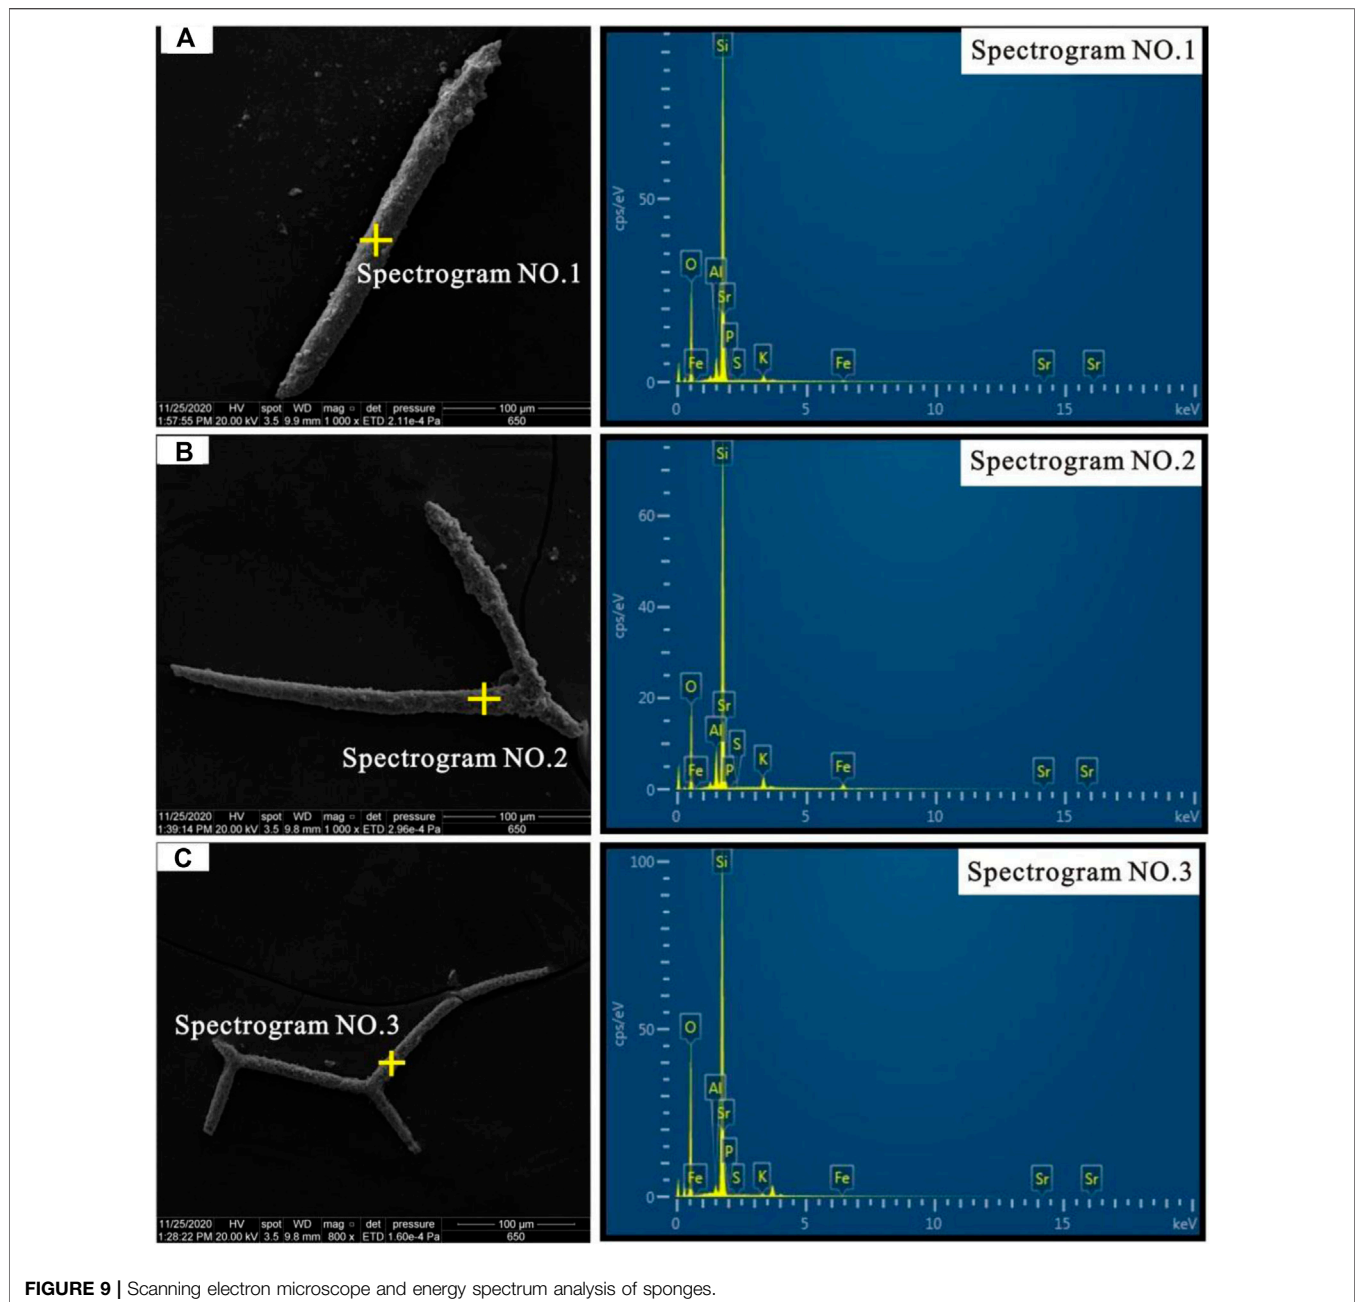 A
Spectrogram NO.1
11/25/2020 HV spot WD mag □ det pressure 100 µm
1:57:55 PM 20.00 kV 3.5 9.9 mm 1 000 x ETD 2.11e-4 Pa 650
Spectrogram NO.1
Si
cps/eV
50
O
Al
Sr
P
Fe
S
K
Fe
Sr
Sr
0
0 5 10 15 keV
B
Spectrogram NO.2
11/25/2020 HV spot WD mag □ det pressure 100 µm
1:39:14 PM 20.00 kV 3.5 9.8 mm 1 000 x ETD 2.96e-4 Pa 650
Spectrogram NO.2
Si
60
cps/eV
40
O
20
Sr
Al
S
Fe
P
K
Fe
Sr
Sr
0
0 5 10 15 keV
C
Spectrogram NO.3
11/25/2020 HV spot WD mag □ det pressure 100 µm
1:28:22 PM 20.00 kV 3.5 9.8 mm 800 x ETD 1.60e-4 Pa 650
Spectrogram NO.3
100
Si
cps/eV
50
O
Al
Sr
P
Fe
S
K
Fe
Sr
Sr
0
0 5 10 15 keV
FIGURE 9 | Scanning electron microscope and energy spectrum analysis of sponges.